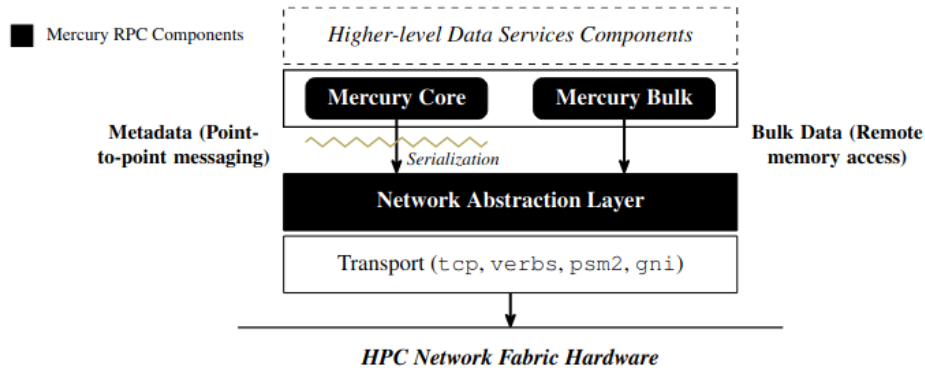 Mercury RPC Components
Higher-level Data Services Components
Mercury Core
Mercury Bulk
Metadata (Point-
to-point messaging)
Serialization
Bulk Data (Remote
memory access)
Network Abstraction Layer
Transport (tcp, verbs, psm2, gni)
HPC Network Fabric Hardware